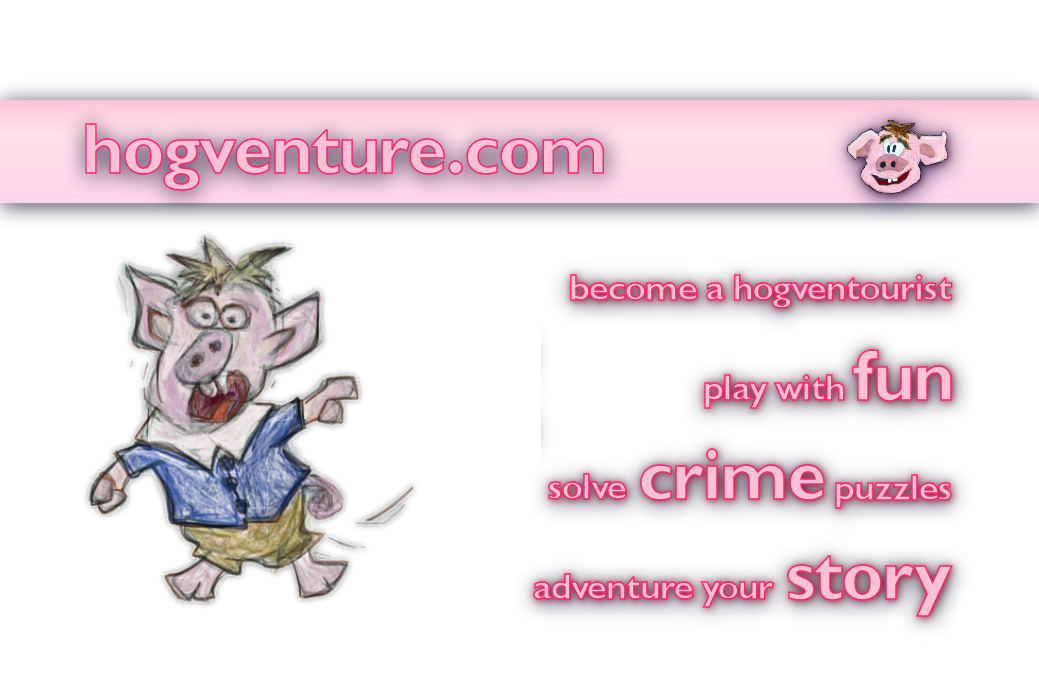 hogventure.com
become a hogventourist
play with fun
solve crime puzzles
adventure your story